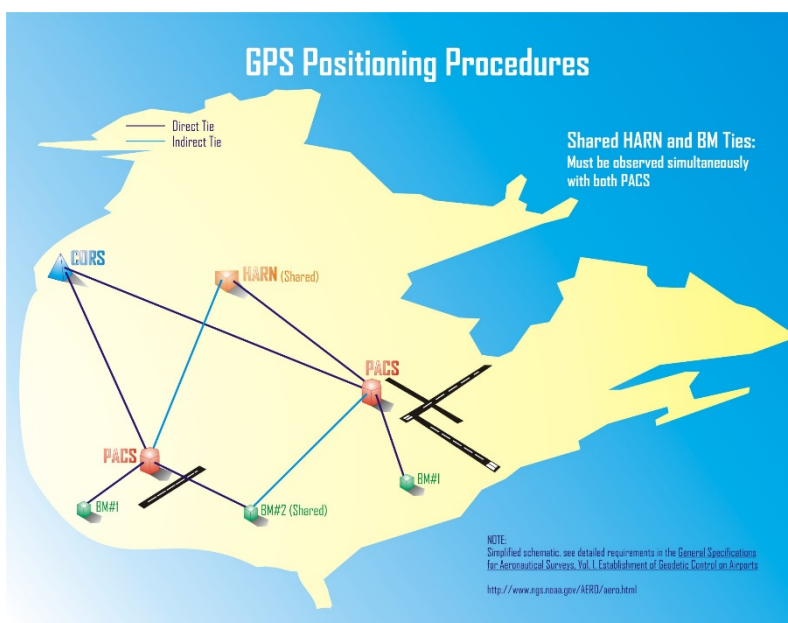 GPS Positioning Procedures
Direct Tie
Indirect Tie
Shared HARN and BM Ties:
Must be observed simultaneously
with both PACS
CORS
HARN (Shared)
PACS
PACS
BM#1
BM#1
BM#2 (Shared)
NOTE:
Simplified schematic, see detailed requirements in the General Specifications
for Aeronautical Surveys, Vol. I, Establishment of Geodetic Control on Airports
http://www.ngs.noaa.gov/AERO/aero.html